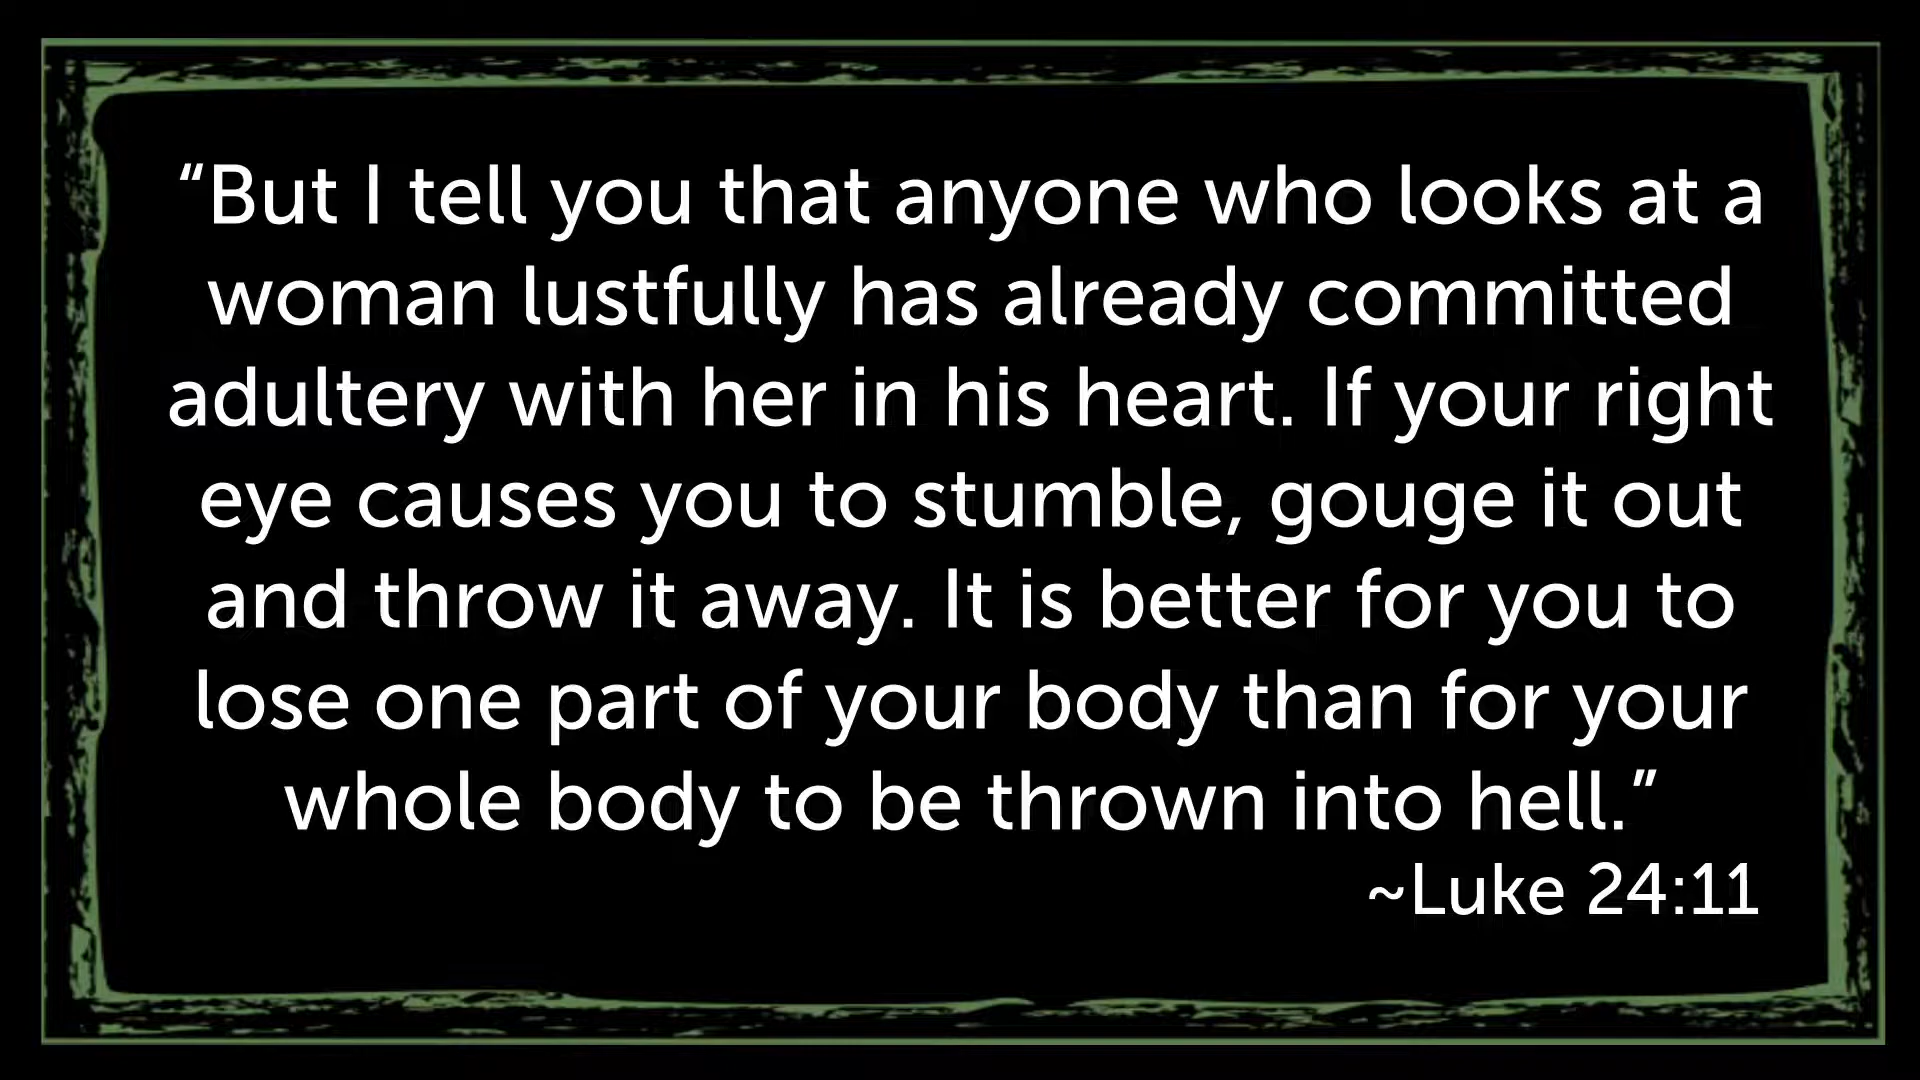 “But I tell you that anyone who looks at a
woman lustfully has already committed
adultery with her in his heart. If your right
eye causes you to stumble, gouge it out
and throw it away. It is better for you to
lose one part of your body than for your
whole body to be thrown into hell.”
~Luke 24:11